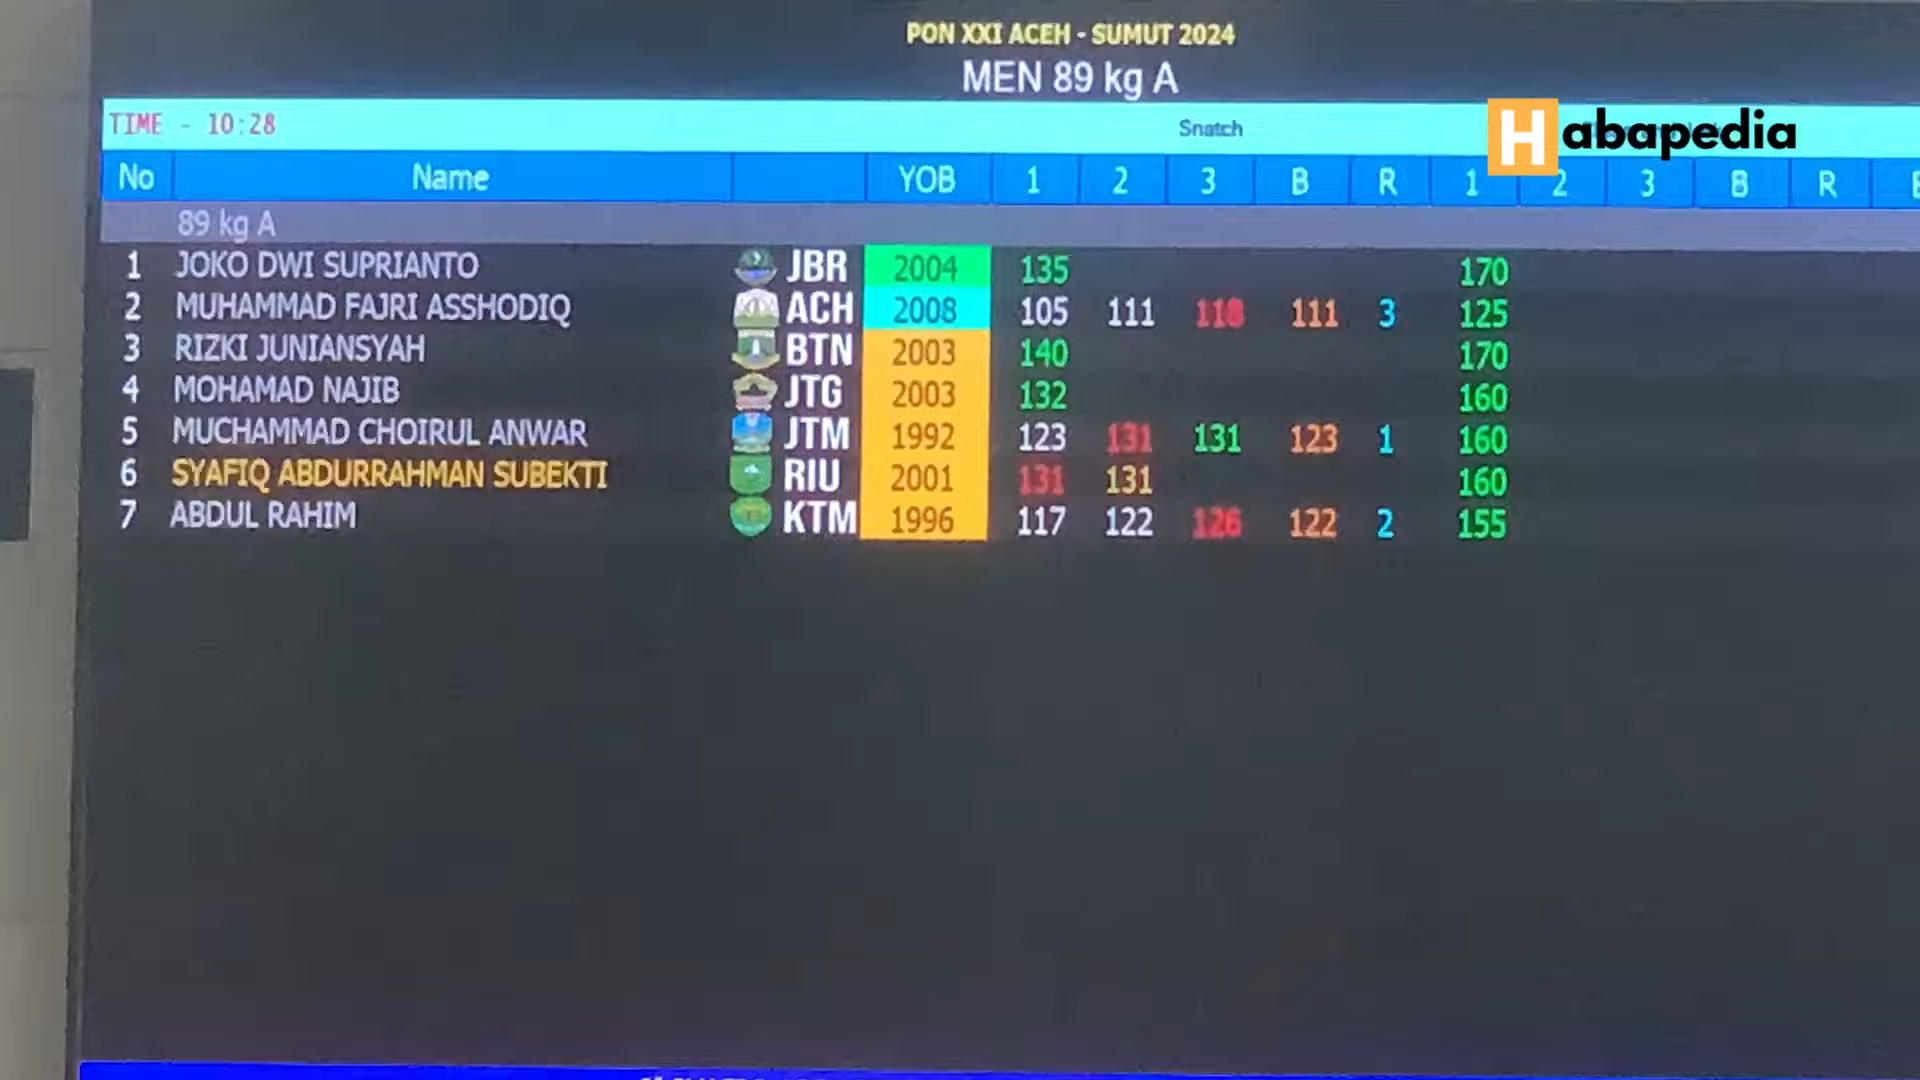 PON XXI ACEH - SUMUT 2024
MEN 89 kg A
TIME - 10:28 Snatch
Habapedia
No Name YOB 1 2 3 B R 1 2 3 B R
89 kg A
1 JOKO DWI SUPRIANTO JBR 2004 135 170
2 MUHAMMAD FAJRI ASSHODIQ ACH 2008 105 111 118 111 3 125
3 RIZKI JUNIANSYAH BTN 2003 140 170
4 MOHAMAD NAJIB JTG 2003 132 160
5 MUCHAMMAD CHOIRUL ANWAR JTM 1992 123 131 131 123 1 160
6 SYAFIQ ABDURRAHMAN SUBEKTI RIU 2001 131 131 160
7 ABDUL RAHIM KTM 1996 117 122 126 122 2 155